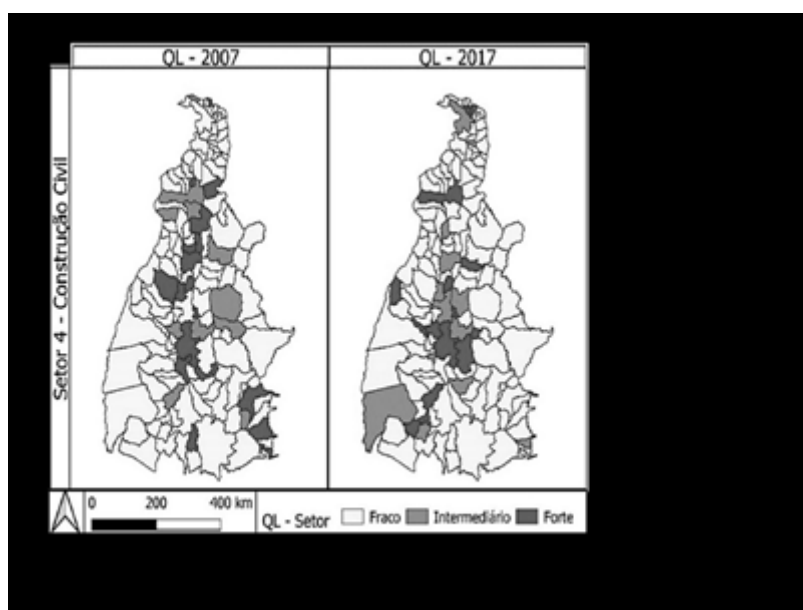 QL - 2007
QL - 2017
Setor 4 - Construção Civil
0 200 400 km
QL - Setor Fraco Intermediário Forte